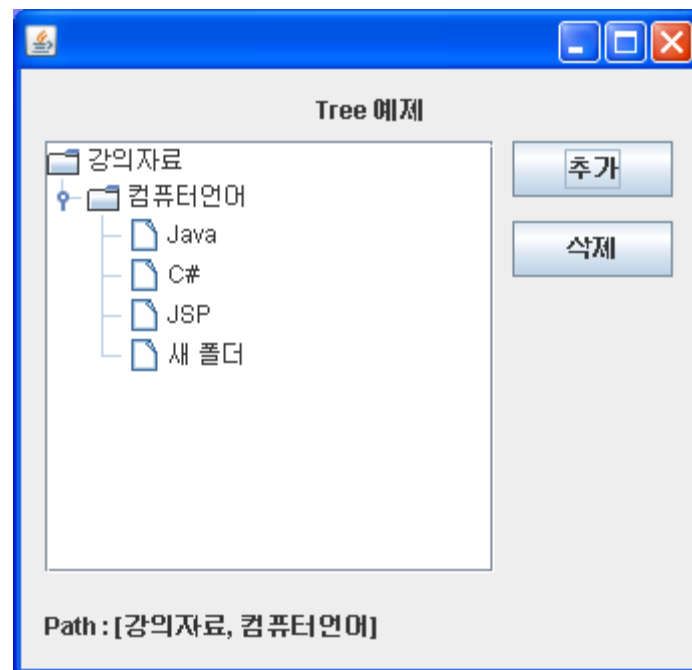 Tree 예제
강의자료
컴퓨터언어
Java
C#
JSP
새 폴더
추가
삭제
Path : [강의자료, 컴퓨터언어]